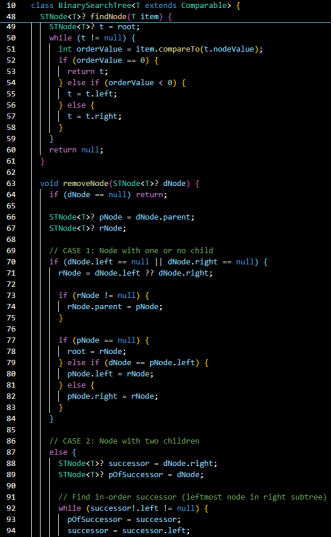 10 class BinarySearchTree<T extends Comparable> {
48 STNode<T>? findNode(T item) {
49 STNode<T>? t = root;
50 while (t != null) {
51 int orderValue = item.compareTo(t.nodeValue);
52 if (orderValue == 0) {
53 return t;
54 } else if (orderValue < 0) {
55 t = t.left;
56 } else {
57 t = t.right;
58 }
59 }
60 return null;
61 }
62
63 void removeNode(STNode<T>? dNode) {
64 if (dNode == null) return;
65
66 STNode<T>? pNode = dNode.parent;
67 STNode<T>? rNode;
68
69 // CASE 1: Node with one or no child
70 if (dNode.left == null || dNode.right == null) {
71 rNode = dNode.left ?? dNode.right;
72
73 if (rNode != null) {
74 rNode.parent = pNode;
75 }
76
77 if (pNode == null) {
78 root = rNode;
79 } else if (dNode == pNode.left) {
80 pNode.left = rNode;
81 } else {
82 pNode.right = rNode;
83 }
84 }
85
86 // CASE 2: Node with two children
87 else {
88 STNode<T>? successor = dNode.right;
89 STNode<T>? pOfSuccessor = dNode;
90
91 // Find in-order successor (leftmost node in right subtree)
92 while (successor!.left != null) {
93 pOfSuccessor = successor;
94 successor = successor.left;